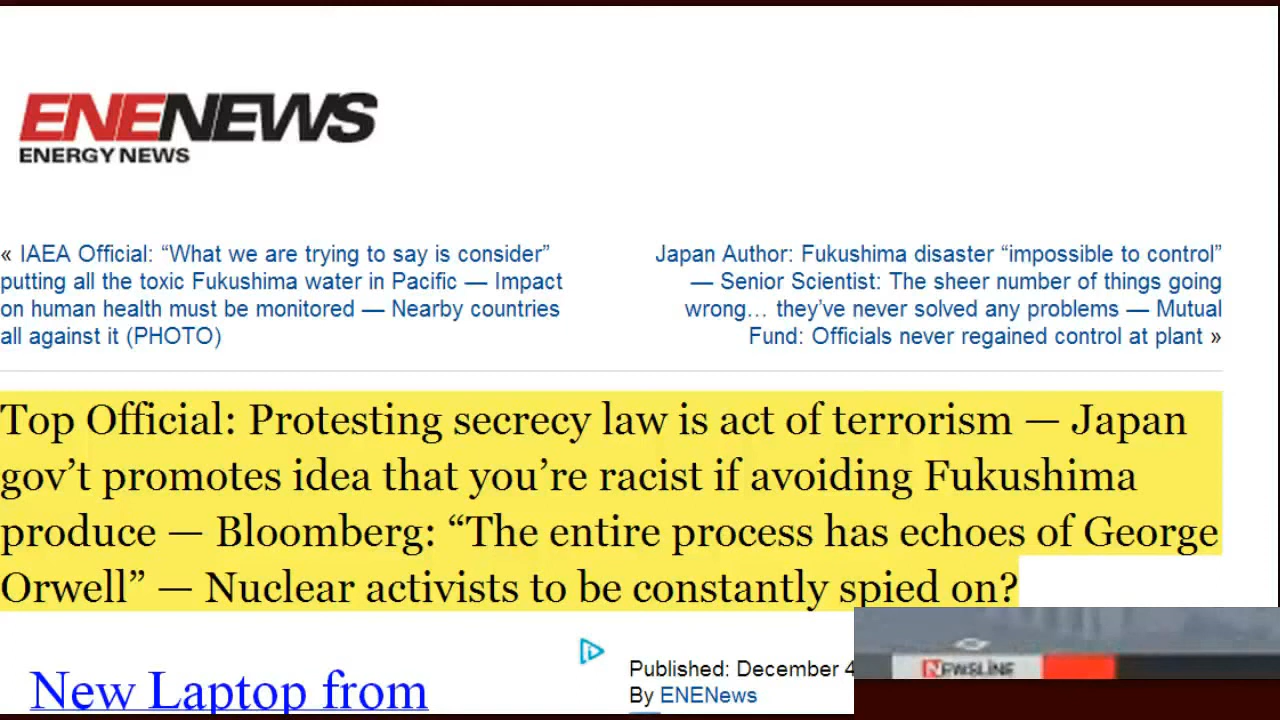 ENENEWS
ENERGY NEWS
« IAEA Official: “What we are trying to say is consider”
putting all the toxic Fukushima water in Pacific — Impact
on human health must be monitored — Nearby countries
all against it (PHOTO)
Japan Author: Fukushima disaster “impossible to control”
— Senior Scientist: The sheer number of things going
wrong… they’ve never solved any problems — Mutual
Fund: Officials never regained control at plant »
Top Official: Protesting secrecy law is act of terrorism — Japan
gov’t promotes idea that you’re racist if avoiding Fukushima
produce — Bloomberg: “The entire process has echoes of George
Orwell” — Nuclear activists to be constantly spied on?
New Laptop from
Published: December 4
By ENENews
NEWSLINE